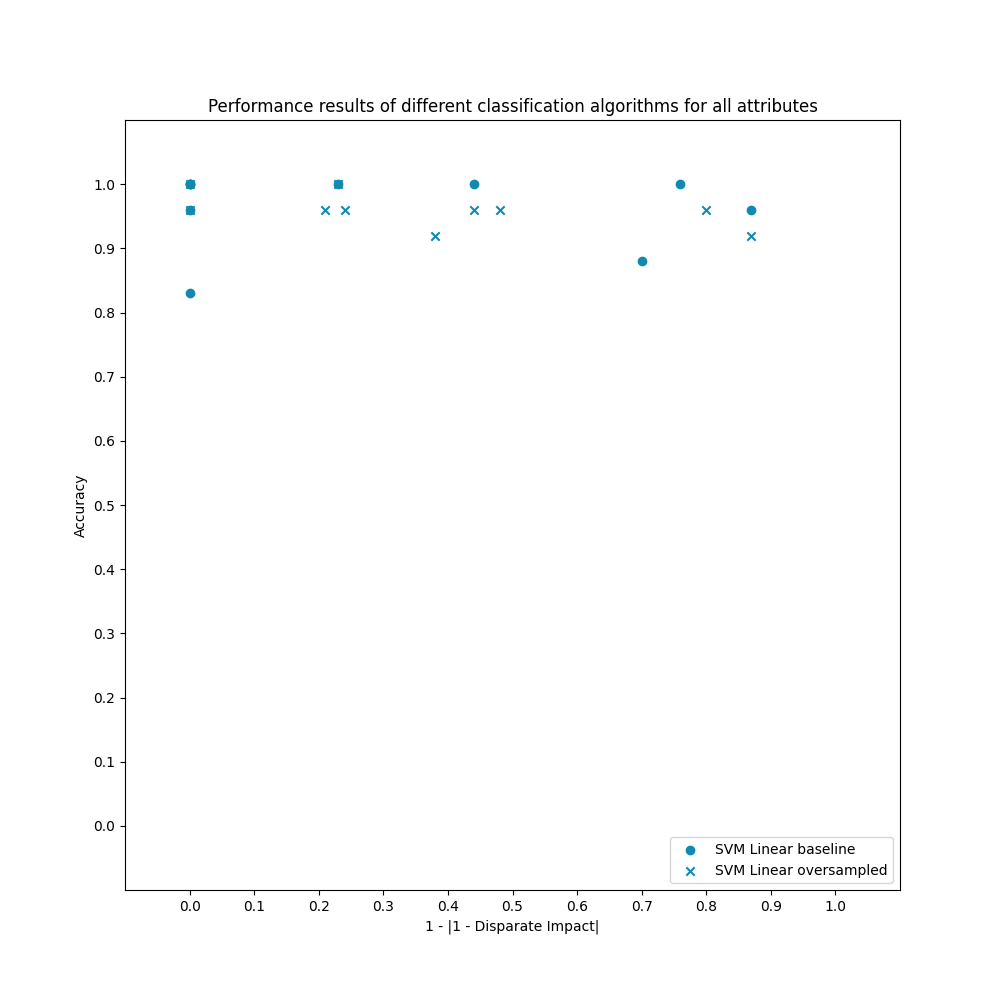 Performance results of different classification algorithms for all attributes
1.0
0.9
0.8
0.7
0.6
0.5
0.4
0.3
0.2
0.1
0.0
Accuracy
SVM Linear baseline
SVM Linear oversampled
0.0 0.1 0.2 0.3 0.4 0.5 0.6 0.7 0.8 0.9 1.0
1 - |1 - Disparate Impact|